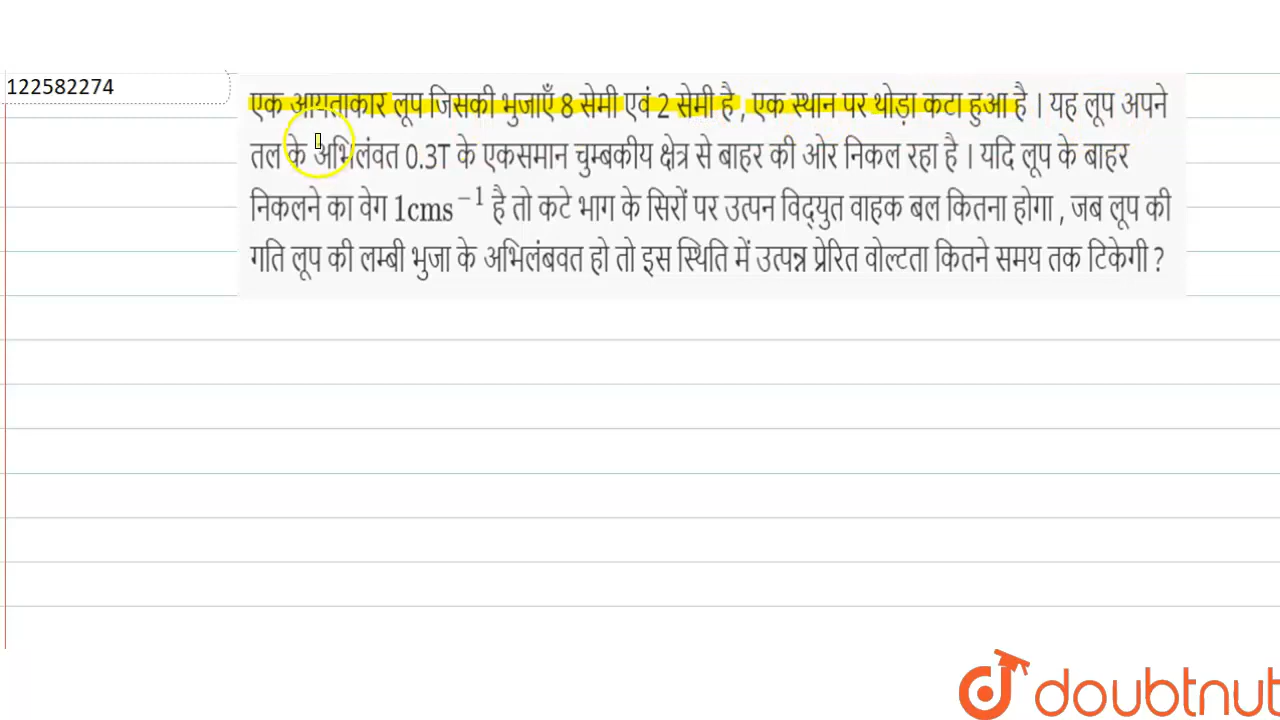 122582274
एक आयताकार लूप जिसकी भुजाएँ 8 सेमी एवं 2 सेमी है , एक स्थान पर थोड़ा कटा हुआ है । यह लूप अपने
तल के अभिलंवत 0.3T के एकसमान चुम्बकीय क्षेत्र से बाहर की ओर निकल रहा है । यदि लूप के बाहर
निकलने का वेग 1cms⁻¹ है तो कटे भाग के सिरों पर उत्पन विद्युत वाहक बल कितना होगा , जब लूप की
गति लूप की लम्बी भुजा के अभिलंबवत हो तो इस स्थिति में उत्पन्न प्रेरित वोल्टता कितने समय तक टिकेगी ?
doubtnut